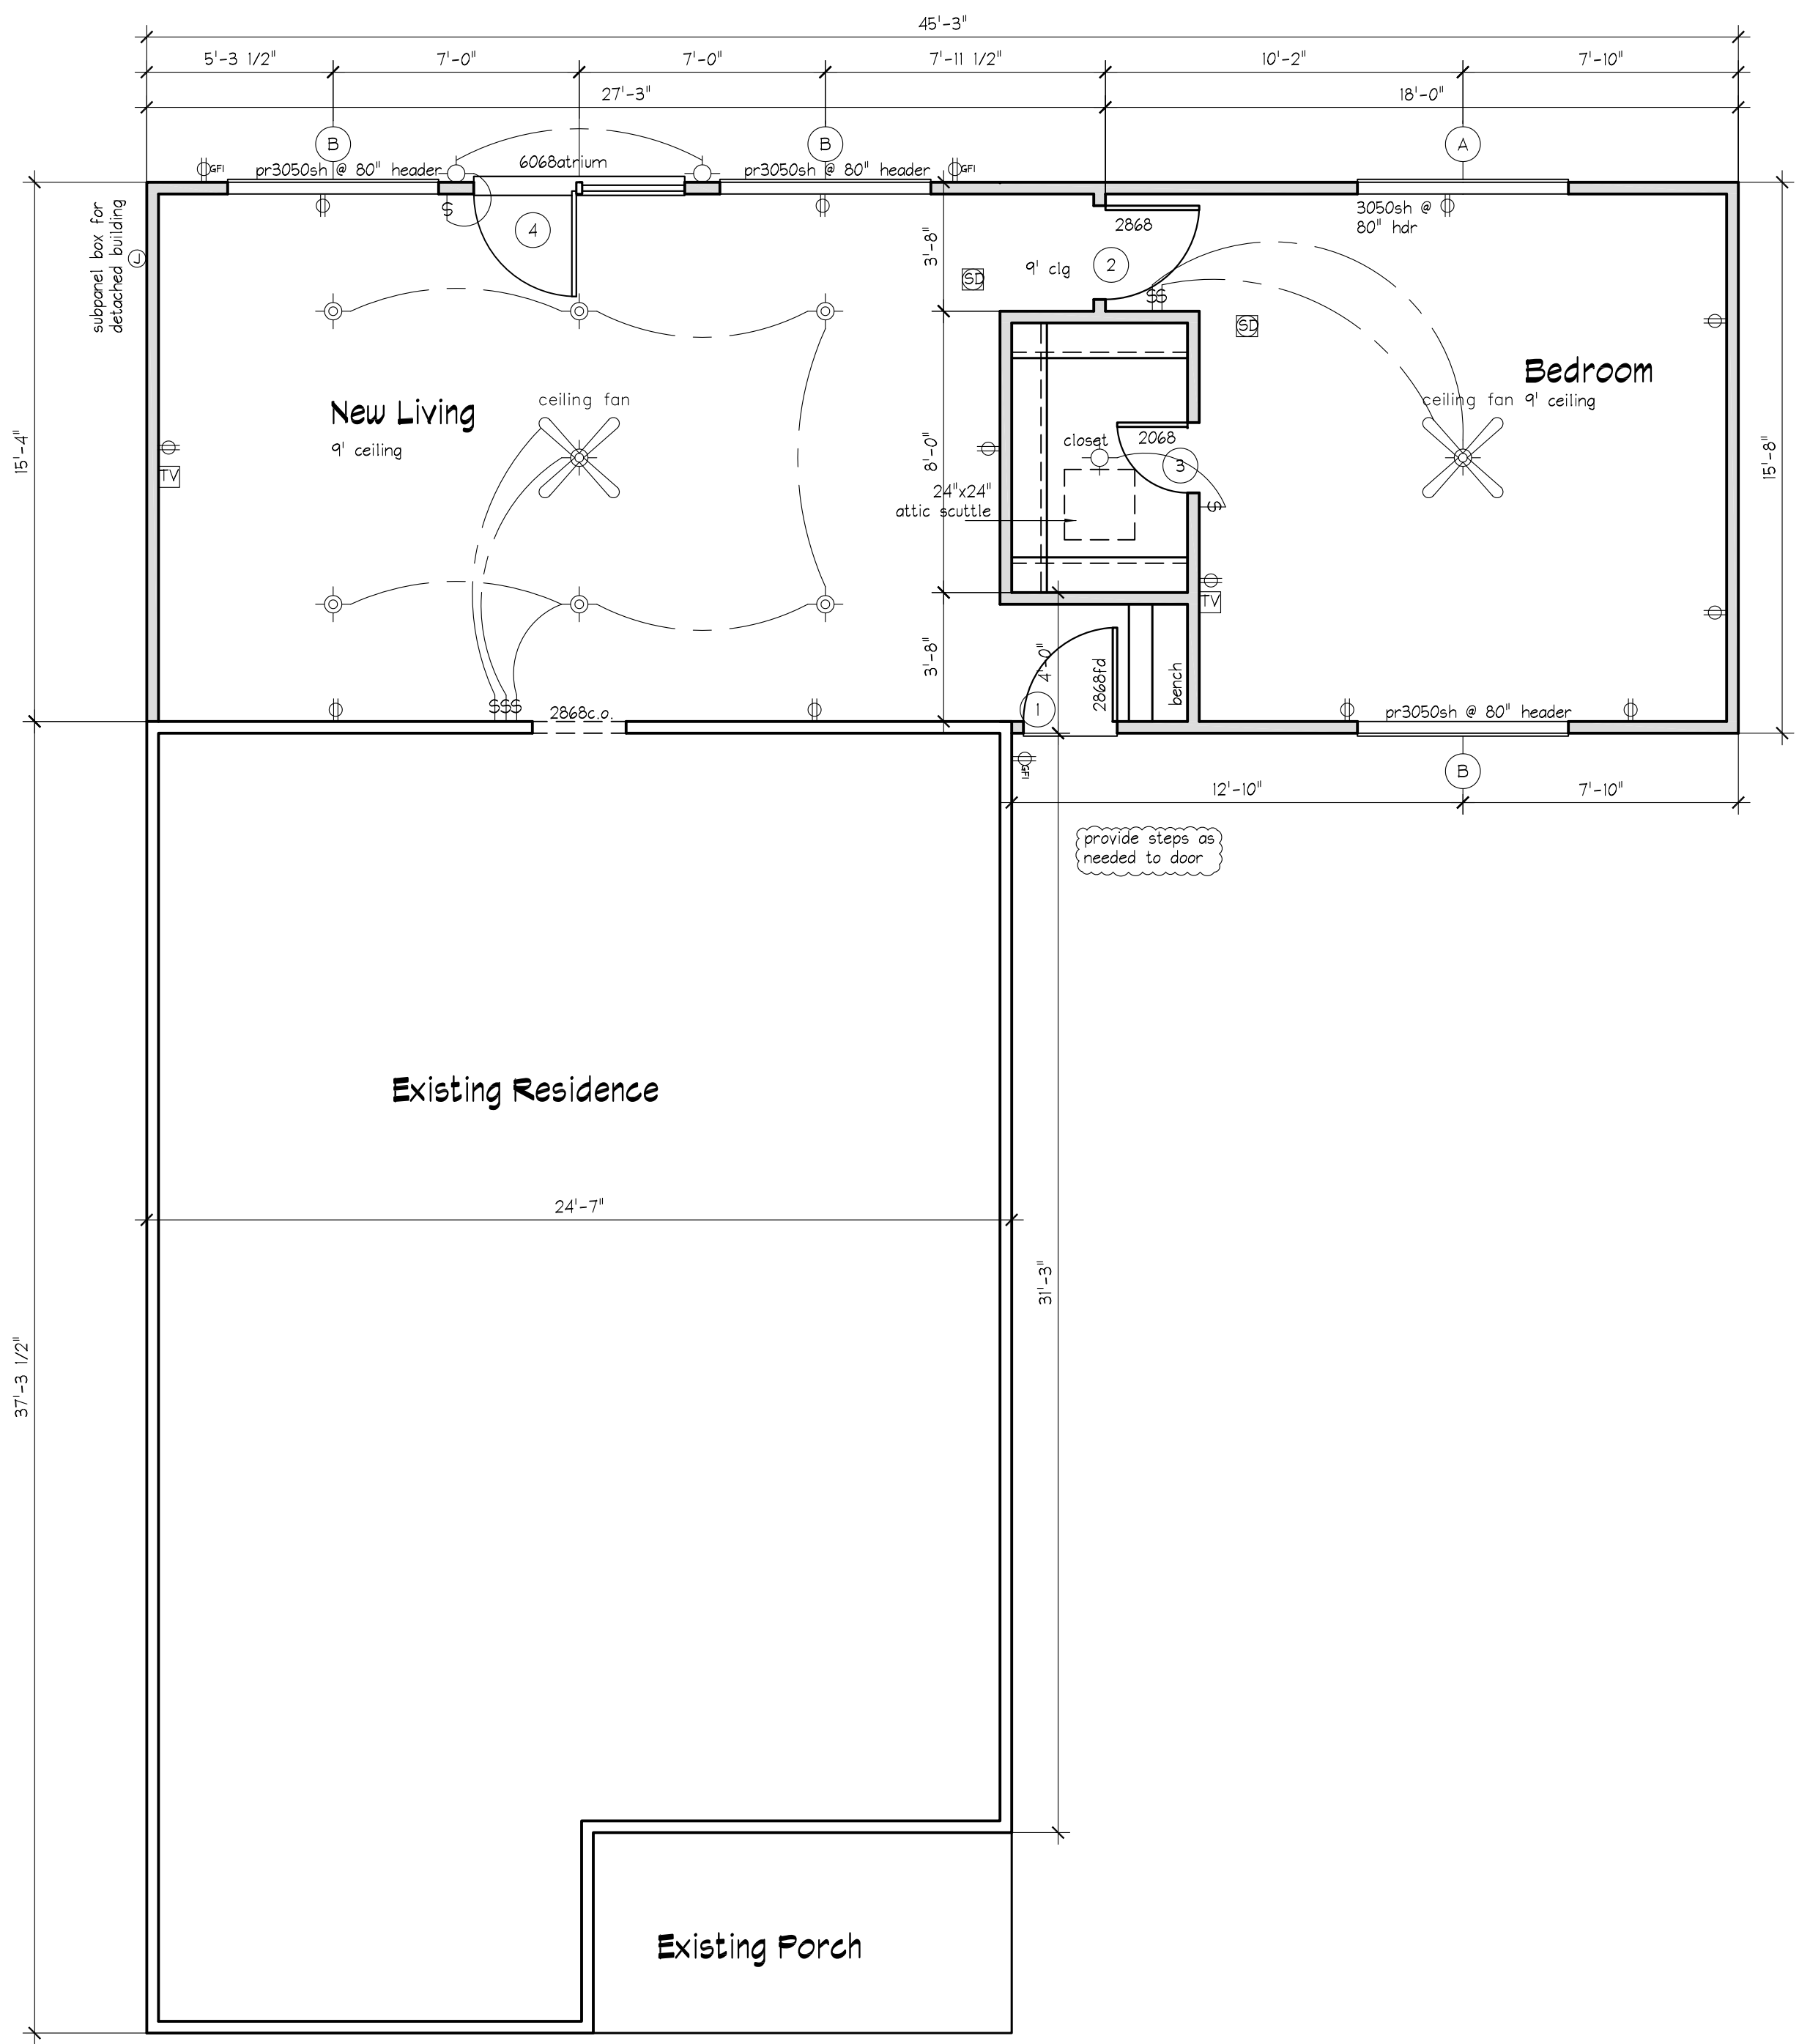 45'-3"
5'-3 1/2"
7'-0"
7'-0"
7'-11 1/2"
10'-2"
7'-10"
27'-3"
18'-0"
B
B
A
GFI
pr3050sh @ 80" header
6068atrium
pr3050sh @ 80" header
GFI
subpanel box for
detached building
S
4
3'-8"
2868
3050sh @
80" hdr
SD
9' clg
2
SS
SD
New Living
9' ceiling
ceiling fan
Bedroom
ceiling fan
9' ceiling
15'-4"
TV
8'-0"
closet
2068
3
15'-8"
24"x24"
attic scuttle
S
TV
3'-8"
4'-0"
2868fd
bench
SSS
2868c.o.
1
pr3050sh @ 80" header
GFI
B
12'-10"
7'-10"
provide steps as
needed to door
Existing Residence
24'-7"
31'-3"
37'-3 1/2"
Existing Porch